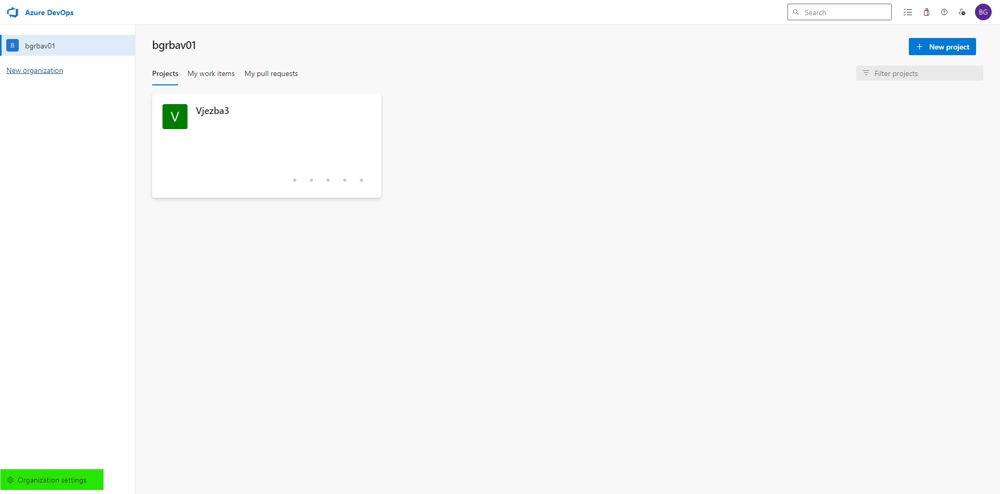 Azure DevOps
Search
BG
B bgrbav01
New organization
bgrbav01
New project
Projects My work items My pull requests
Filter projects
V Vjezba3
Organization settings